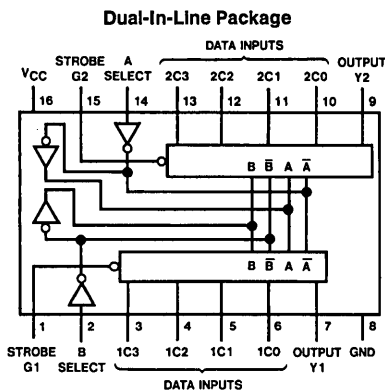 Dual-In-Line Package
DATA INPUTS
STROBE A OUTPUT
VCC G2 SELECT 2C3 2C2 2C1 2C0 Y2
16 15 14 13 12 11 10 9
B B̅ A A̅
B B̅ A A̅
1 2 3 4 5 6 7 8
STROBE B 1C3 1C2 1C1 1C0 OUTPUT GND
G1 SELECT Y1
DATA INPUTS